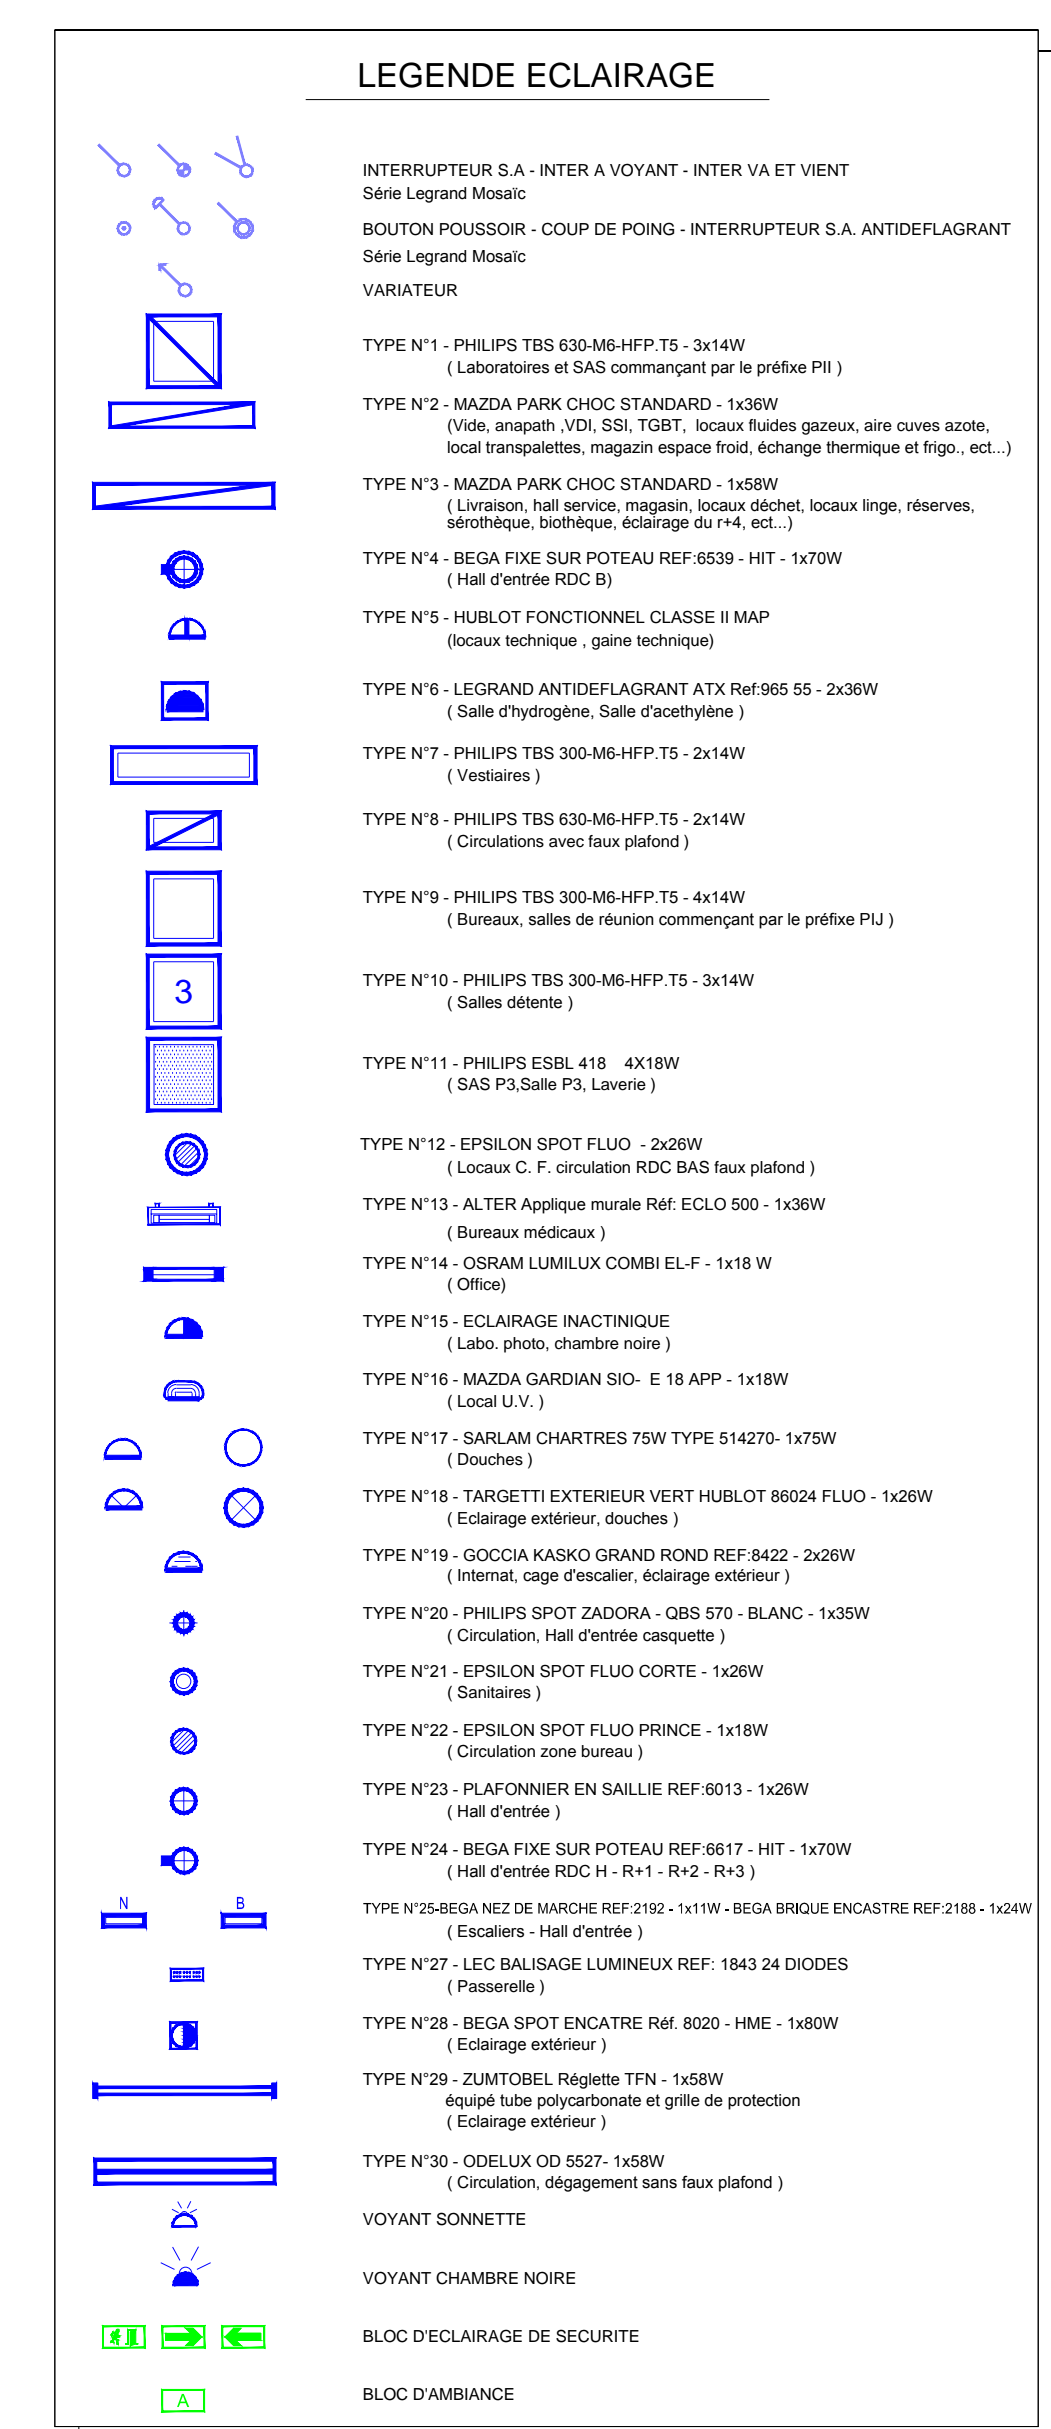 LEGENDE ECLAIRAGE
INTERRUPTEUR S.A - INTER A VOYANT - INTER VA ET VIENT
Série Legrand Mosaïc
BOUTON POUSSOIR - COUP DE POING - INTERRUPTEUR S.A. ANTIDEFLAGRANT
Série Legrand Mosaïc
VARIATEUR
TYPE N°1 - PHILIPS TBS 630-M6-HFP.T5 - 3x14W
( Laboratoires et SAS commançant par le préfixe PII )
TYPE N°2 - MAZDA PARK CHOC STANDARD - 1x36W
(Vide, anapath ,VDI, SSI, TGBT, locaux fluides gazeux, aire cuves azote,
local transpalettes, magazin espace froid, échange thermique et frigo., ect...)
TYPE N°3 - MAZDA PARK CHOC STANDARD - 1x58W
( Livraison, hall service, magasin, locaux déchet, locaux linge, réserves,
sérothèque, biothèque, éclairage du r+4, ect...)
TYPE N°4 - BEGA FIXE SUR POTEAU REF:6539 - HIT - 1x70W
( Hall d'entrée RDC B)
TYPE N°5 - HUBLOT FONCTIONNEL CLASSE II MAP
(locaux technique , gaine technique)
TYPE N°6 - LEGRAND ANTIDEFLAGRANT ATX Ref:965 55 - 2x36W
( Salle d'hydrogène, Salle d'acethylène )
TYPE N°7 - PHILIPS TBS 300-M6-HFP.T5 - 2x14W
( Vestiaires )
TYPE N°8 - PHILIPS TBS 630-M6-HFP.T5 - 2x14W
( Circulations avec faux plafond )
TYPE N°9 - PHILIPS TBS 300-M6-HFP.T5 - 4x14W
( Bureaux, salles de réunion commençant par le préfixe PIJ )
3
TYPE N°10 - PHILIPS TBS 300-M6-HFP.T5 - 3x14W
( Salles détente )
TYPE N°11 - PHILIPS ESBL 418 4X18W
( SAS P3,Salle P3, Laverie )
TYPE N°12 - EPSILON SPOT FLUO - 2x26W
( Locaux C. F. circulation RDC BAS faux plafond )
TYPE N°13 - ALTER Applique murale Réf: ECLO 500 - 1x36W
( Bureaux médicaux )
TYPE N°14 - OSRAM LUMILUX COMBI EL-F - 1x18 W
( Office)
TYPE N°15 - ECLAIRAGE INACTINIQUE
( Labo. photo, chambre noire )
TYPE N°16 - MAZDA GARDIAN SIO- E 18 APP - 1x18W
( Local U.V. )
TYPE N°17 - SARLAM CHARTRES 75W TYPE 514270- 1x75W
( Douches )
TYPE N°18 - TARGETTI EXTERIEUR VERT HUBLOT 86024 FLUO - 1x26W
( Eclairage extérieur, douches )
TYPE N°19 - GOCCIA KASKO GRAND ROND REF:8422 - 2x26W
( Internat, cage d'escalier, éclairage extérieur )
TYPE N°20 - PHILIPS SPOT ZADORA - QBS 570 - BLANC - 1x35W
( Circulation, Hall d'entrée casquette )
TYPE N°21 - EPSILON SPOT FLUO CORTE - 1x26W
( Sanitaires )
TYPE N°22 - EPSILON SPOT FLUO PRINCE - 1x18W
( Circulation zone bureau )
TYPE N°23 - PLAFONNIER EN SAILLIE REF:6013 - 1x26W
( Hall d'entrée )
TYPE N°24 - BEGA FIXE SUR POTEAU REF:6617 - HIT - 1x70W
( Hall d'entrée RDC H - R+1 - R+2 - R+3 )
N B
TYPE N°25-BEGA NEZ DE MARCHE REF:2192 - 1x11W - BEGA BRIQUE ENCASTRE REF:2188 - 1x24W
( Escaliers - Hall d'entrée )
TYPE N°27 - LEC BALISAGE LUMINEUX REF: 1843 24 DIODES
( Passerelle )
TYPE N°28 - BEGA SPOT ENCATRE Réf. 8020 - HME - 1x80W
( Eclairage extérieur )
TYPE N°29 - ZUMTOBEL Réglette TFN - 1x58W
équipé tube polycarbonate et grille de protection
( Eclairage extérieur )
TYPE N°30 - ODELUX OD 5527- 1x58W
( Circulation, dégagement sans faux plafond )
VOYANT SONNETTE
VOYANT CHAMBRE NOIRE
BLOC D'ECLAIRAGE DE SECURITE
A
BLOC D'AMBIANCE